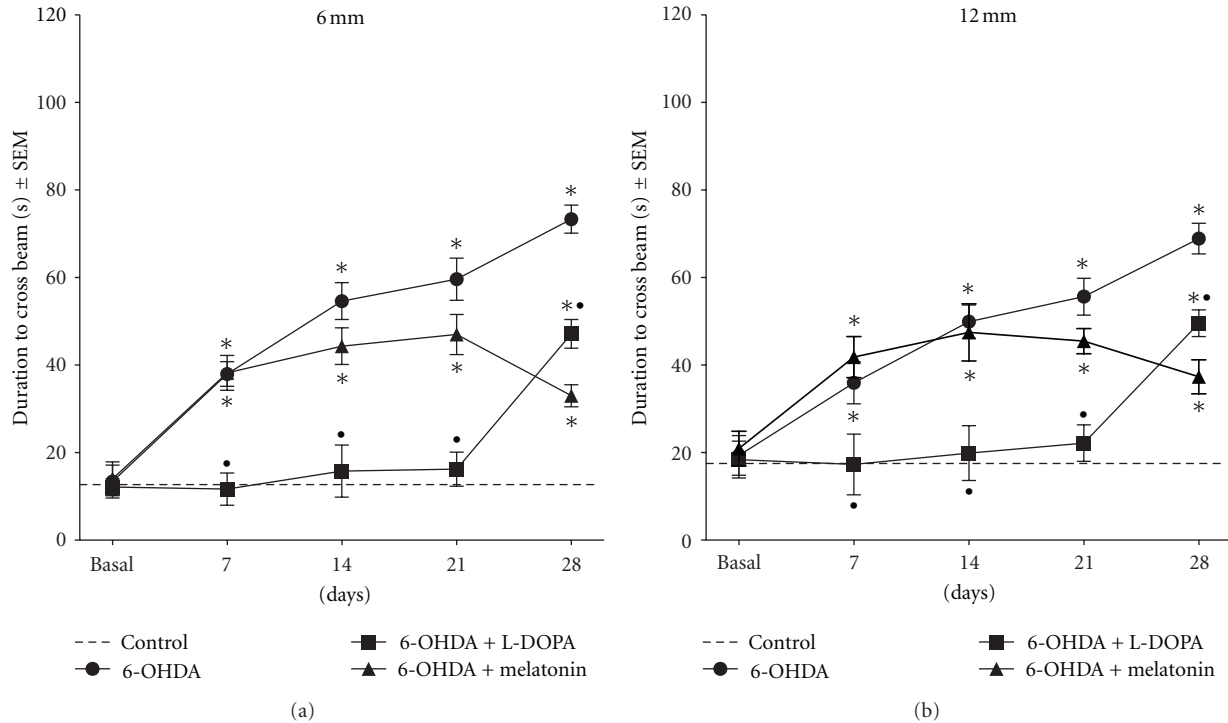 6 mm
Duration to cross beam (s) ± SEM
120
100
80
60
40
20
0
* * * *
* * * *
* •
• • •
Basal 7 14 21 28
(days)
Control
6-OHDA
6-OHDA + L-DOPA
6-OHDA + melatonin
(a)
12 mm
Duration to cross beam (s) ± SEM
120
100
80
60
40
20
0
* * * *
* * * *
* •
• • •
Basal 7 14 21 28
(days)
Control
6-OHDA
6-OHDA + L-DOPA
6-OHDA + melatonin
(b)